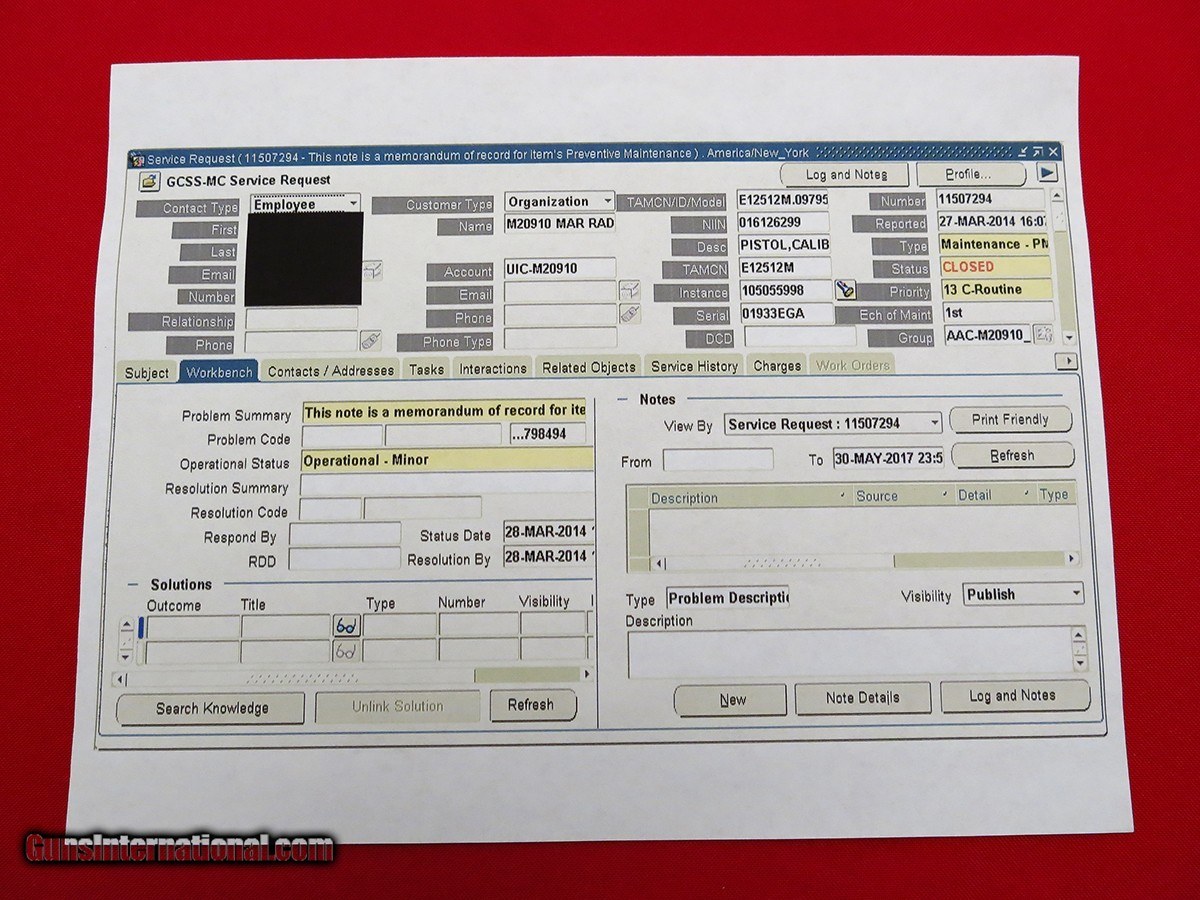 Service Request ( 11507294 - This note is a memorandum of record for Item's Preventive Maintenance ) . America/New_York
GCSS-MC Service Request
Log and Notes
Profile...
Contact Type Employee Customer Type Organization TAMCN/ID/Model E12512M.09795 Number 11507294
First Name M20910 MAR RAD NIIN 016126299 Reported 27-MAR-2014 16:0
Last Desc PISTOL,CALIB Type Maintenance - PM
Email Account UIC-M20910 TAMCN E12512M Status CLOSED
Number Email Instance 105055998 Priority 13 C-Routine
Relationship Phone Serial 01933EGA Ech of Maint 1st
Phone Phone Type DCD Group AAC-M20910_
Subject Workbench Contacts / Addresses Tasks Interactions Related Objects Service History Charges Work Orders
Problem Summary This note is a memorandum of record for ite
Problem Code ...798494
Operational Status Operational - Minor
Resolution Summary
Resolution Code
Respond By Status Date 28-MAR-2014
RDD Resolution By 28-MAR-2014
Solutions
Outcome Title Type Number Visibility
Search Knowledge Unlink Solution Refresh
Notes
View By Service Request : 11507294 Print Friendly
From To 30-MAY-2017 23:5 Refresh
Description Source Detail Type
Type Problem Descripti Visibility Publish
Description
New Note Details Log and Notes
GunsInternational.com